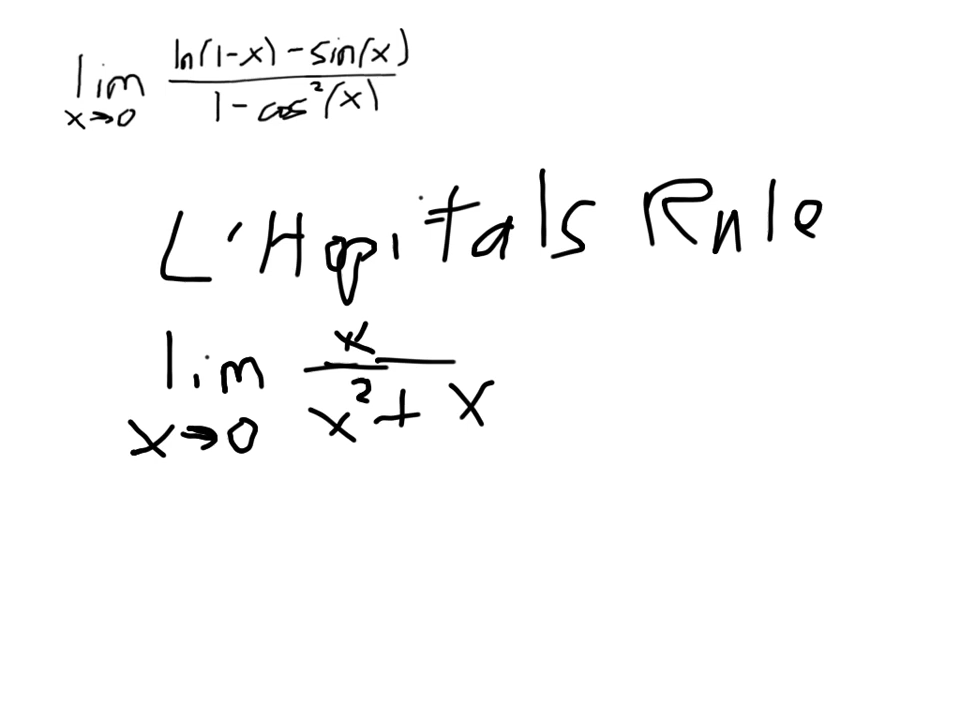 lim x→0 (ln(1-x) - sin(x)) / (1 - cos²(x))
L'Hopitals Rule
lim x→0 x / (x² + x)